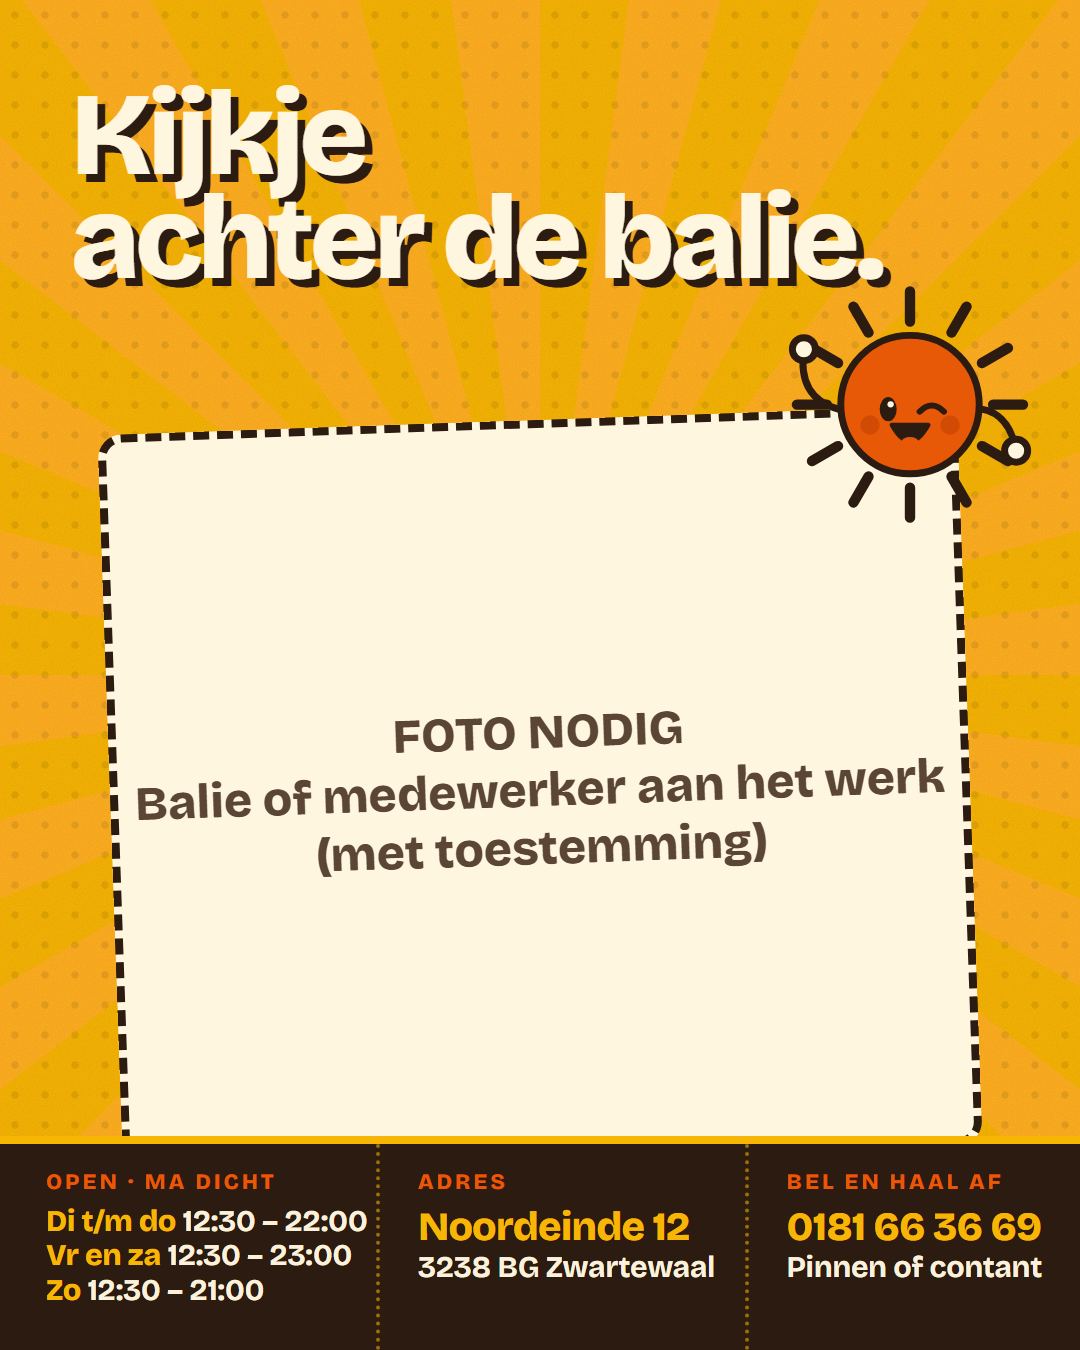 Kijkje
achter de balie.
FOTO NODIG
Balie of medewerker aan het werk
(met toestemming)
OPEN · MA DICHT
Di t/m do 12:30 – 22:00
Vr en za 12:30 – 23:00
Zo 12:30 – 21:00
ADRES
Noordeinde 12
3238 BG Zwartewaal
BEL EN HAAL AF
0181 66 36 69
Pinnen of contant